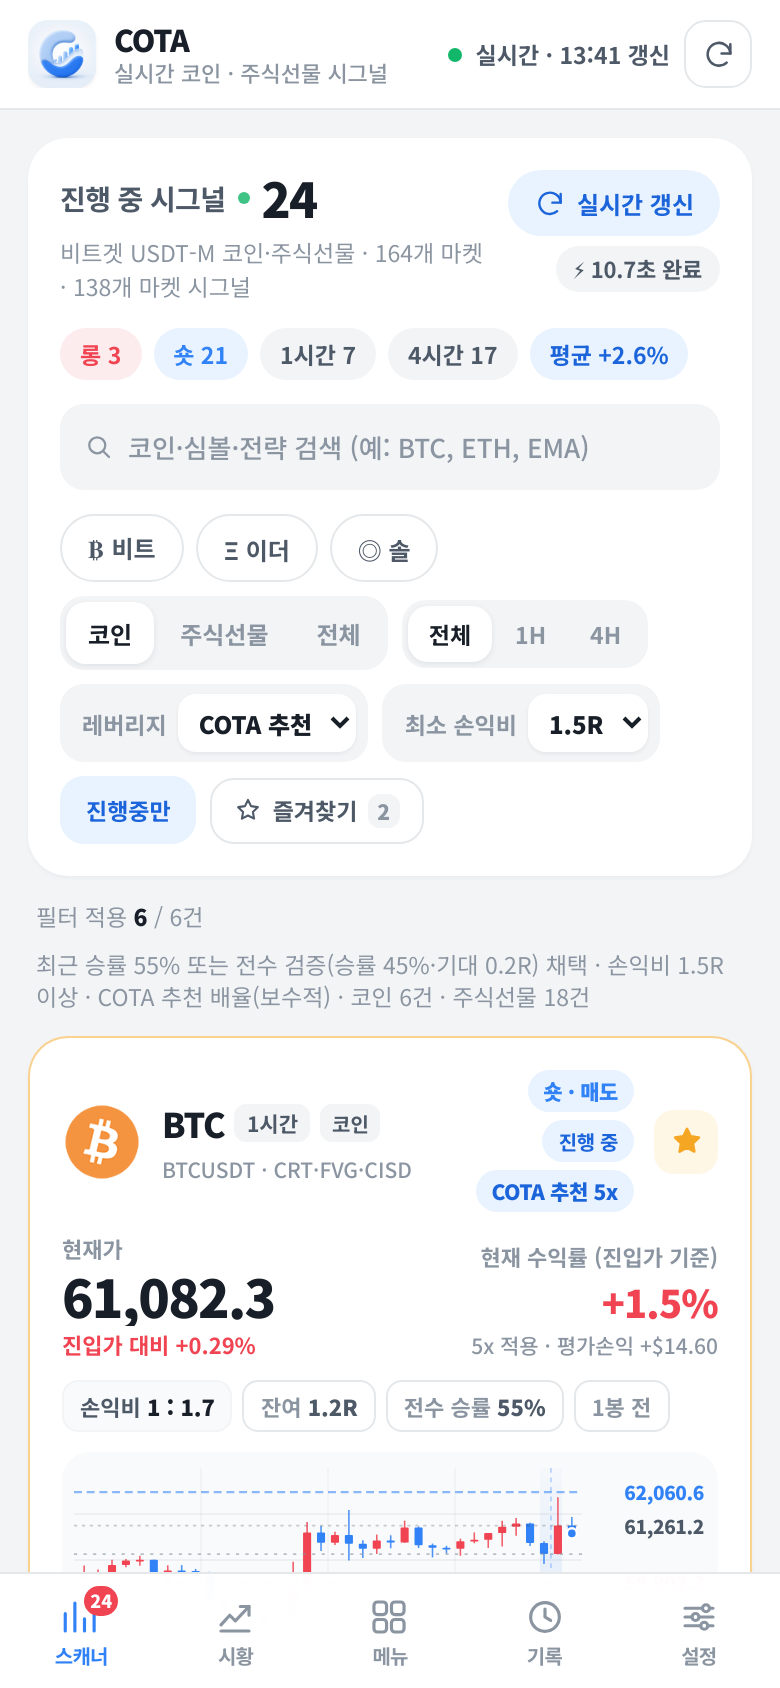 COTA
실시간 코인 · 주식선물 시그널
실시간 · 13:41 갱신
진행 중 시그널 24
실시간 갱신
비트겟 USDT-M 코인·주식선물 · 164개 마켓
· 138개 마켓 시그널
⚡ 10.7초 완료
롱 3
숏 21
1시간 7
4시간 17
평균 +2.6%
코인·심볼·전략 검색 (예: BTC, ETH, EMA)
₿ 비트
Ξ 이더
◎ 솔
코인 주식선물 전체
전체 1H 4H
레버리지 COTA 추천
최소 손익비 1.5R
진행중만
즐겨찾기 2
필터 적용 6 / 6건
최근 승률 55% 또는 전수 검증(승률 45%·기대 0.2R) 채택 · 손익비 1.5R
이상 · COTA 추천 배율(보수적) · 코인 6건 · 주식선물 18건
BTC 1시간 코인
BTCUSDT · CRT·FVG·CISD
숏 · 매도
진행 중
COTA 추천 5x
현재가
61,082.3
진입가 대비 +0.29%
현재 수익률 (진입가 기준)
+1.5%
5x 적용 · 평가손익 +$14.60
손익비 1 : 1.7
잔여 1.2R
전수 승률 55%
1봉 전
62,060.6
61,261.2
24
스캐너
시황
메뉴
기록
설정